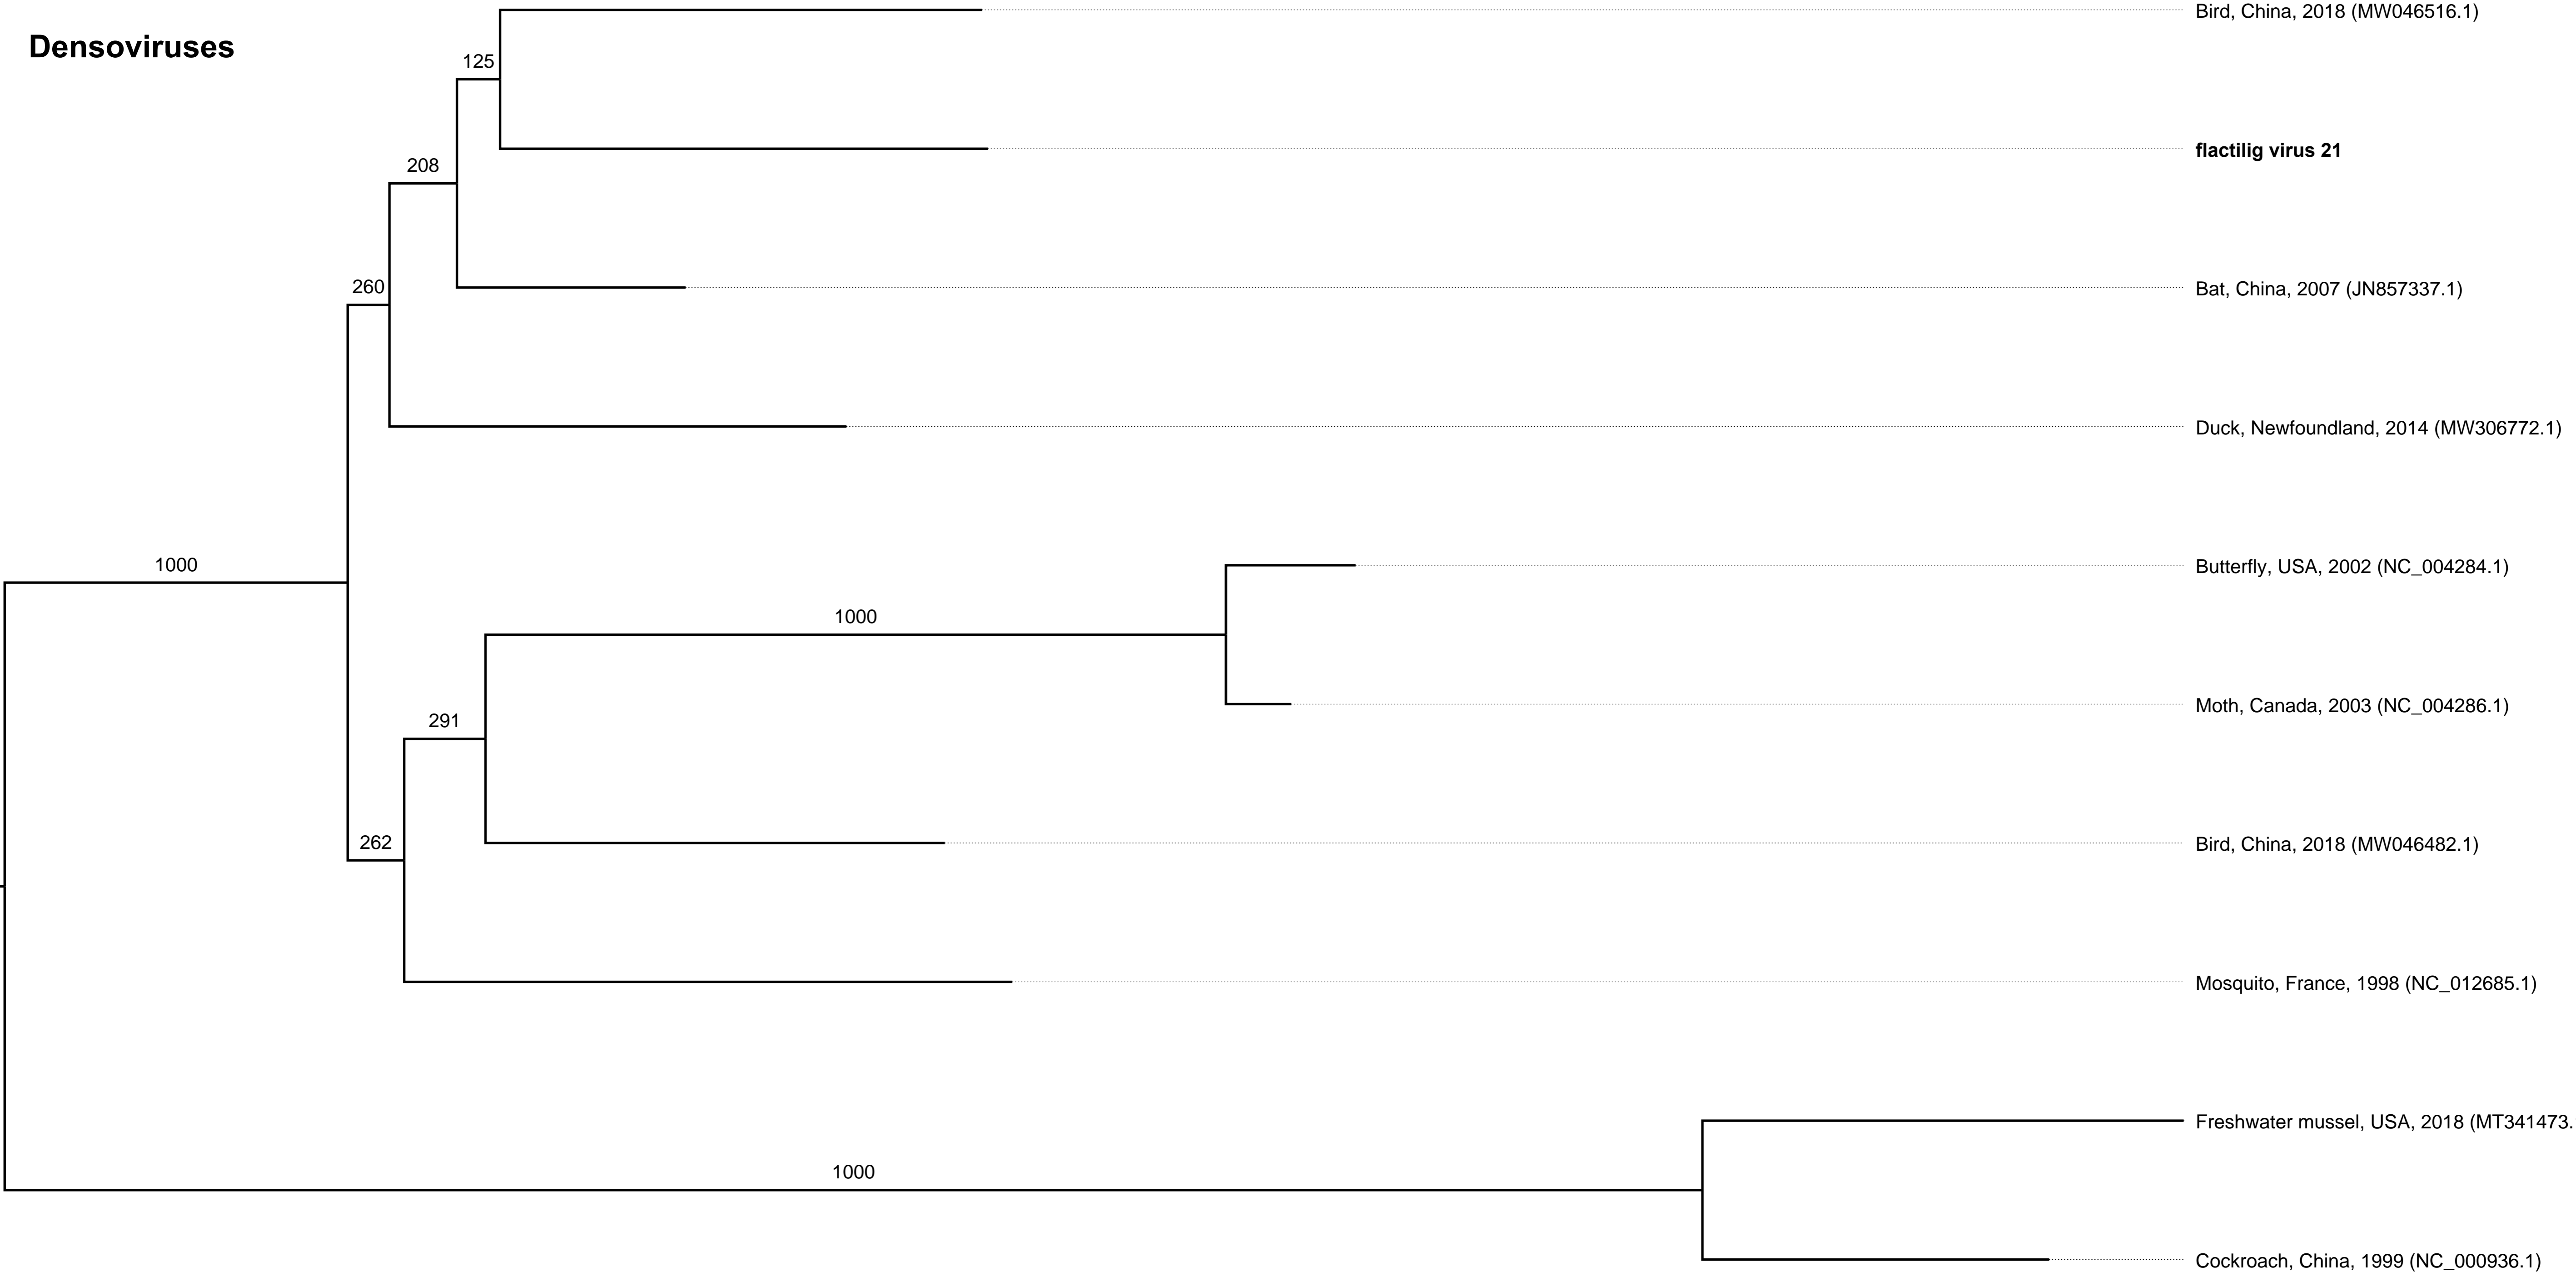 Bird, China, 2018 (MW046516.1)
Densoviruses
125
flactilig virus 21
208
260
Bat, China, 2007 (JN857337.1)
Duck, Newfoundland, 2014 (MW306772.1)
1000
Butterfly, USA, 2002 (NC_004284.1)
1000
Moth, Canada, 2003 (NC_004286.1)
291
262
Bird, China, 2018 (MW046482.1)
Mosquito, France, 1998 (NC_012685.1)
Freshwater mussel, USA, 2018 (MT341473.
1000
Cockroach, China, 1999 (NC_000936.1)